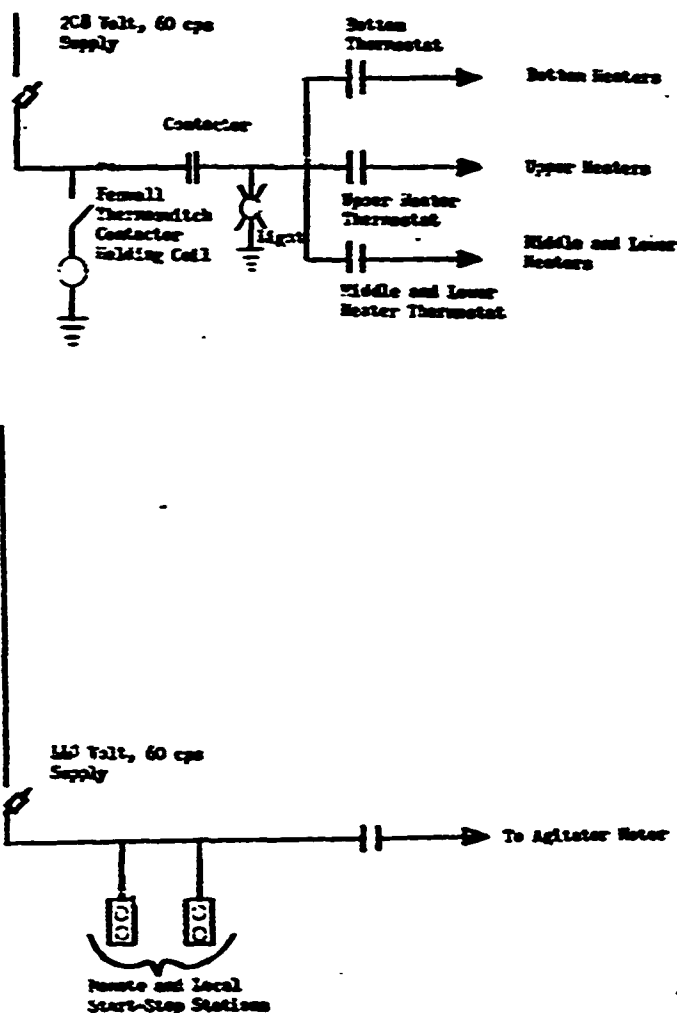 208 Volt, 60 cps
Supply
Bottom
Thermostat
Bottom Heaters
Contactor
Upper Heaters
Fenwall
Thermoswitch
Contactor
Holding Coil
Light
Upper Heater
Thermostat
Middle and Lower
Heaters
Middle and Lower
Heater Thermostat
Volt, 60 cps
Supply
To Agitator Motor
Remote and Local
Start-Stop Stations